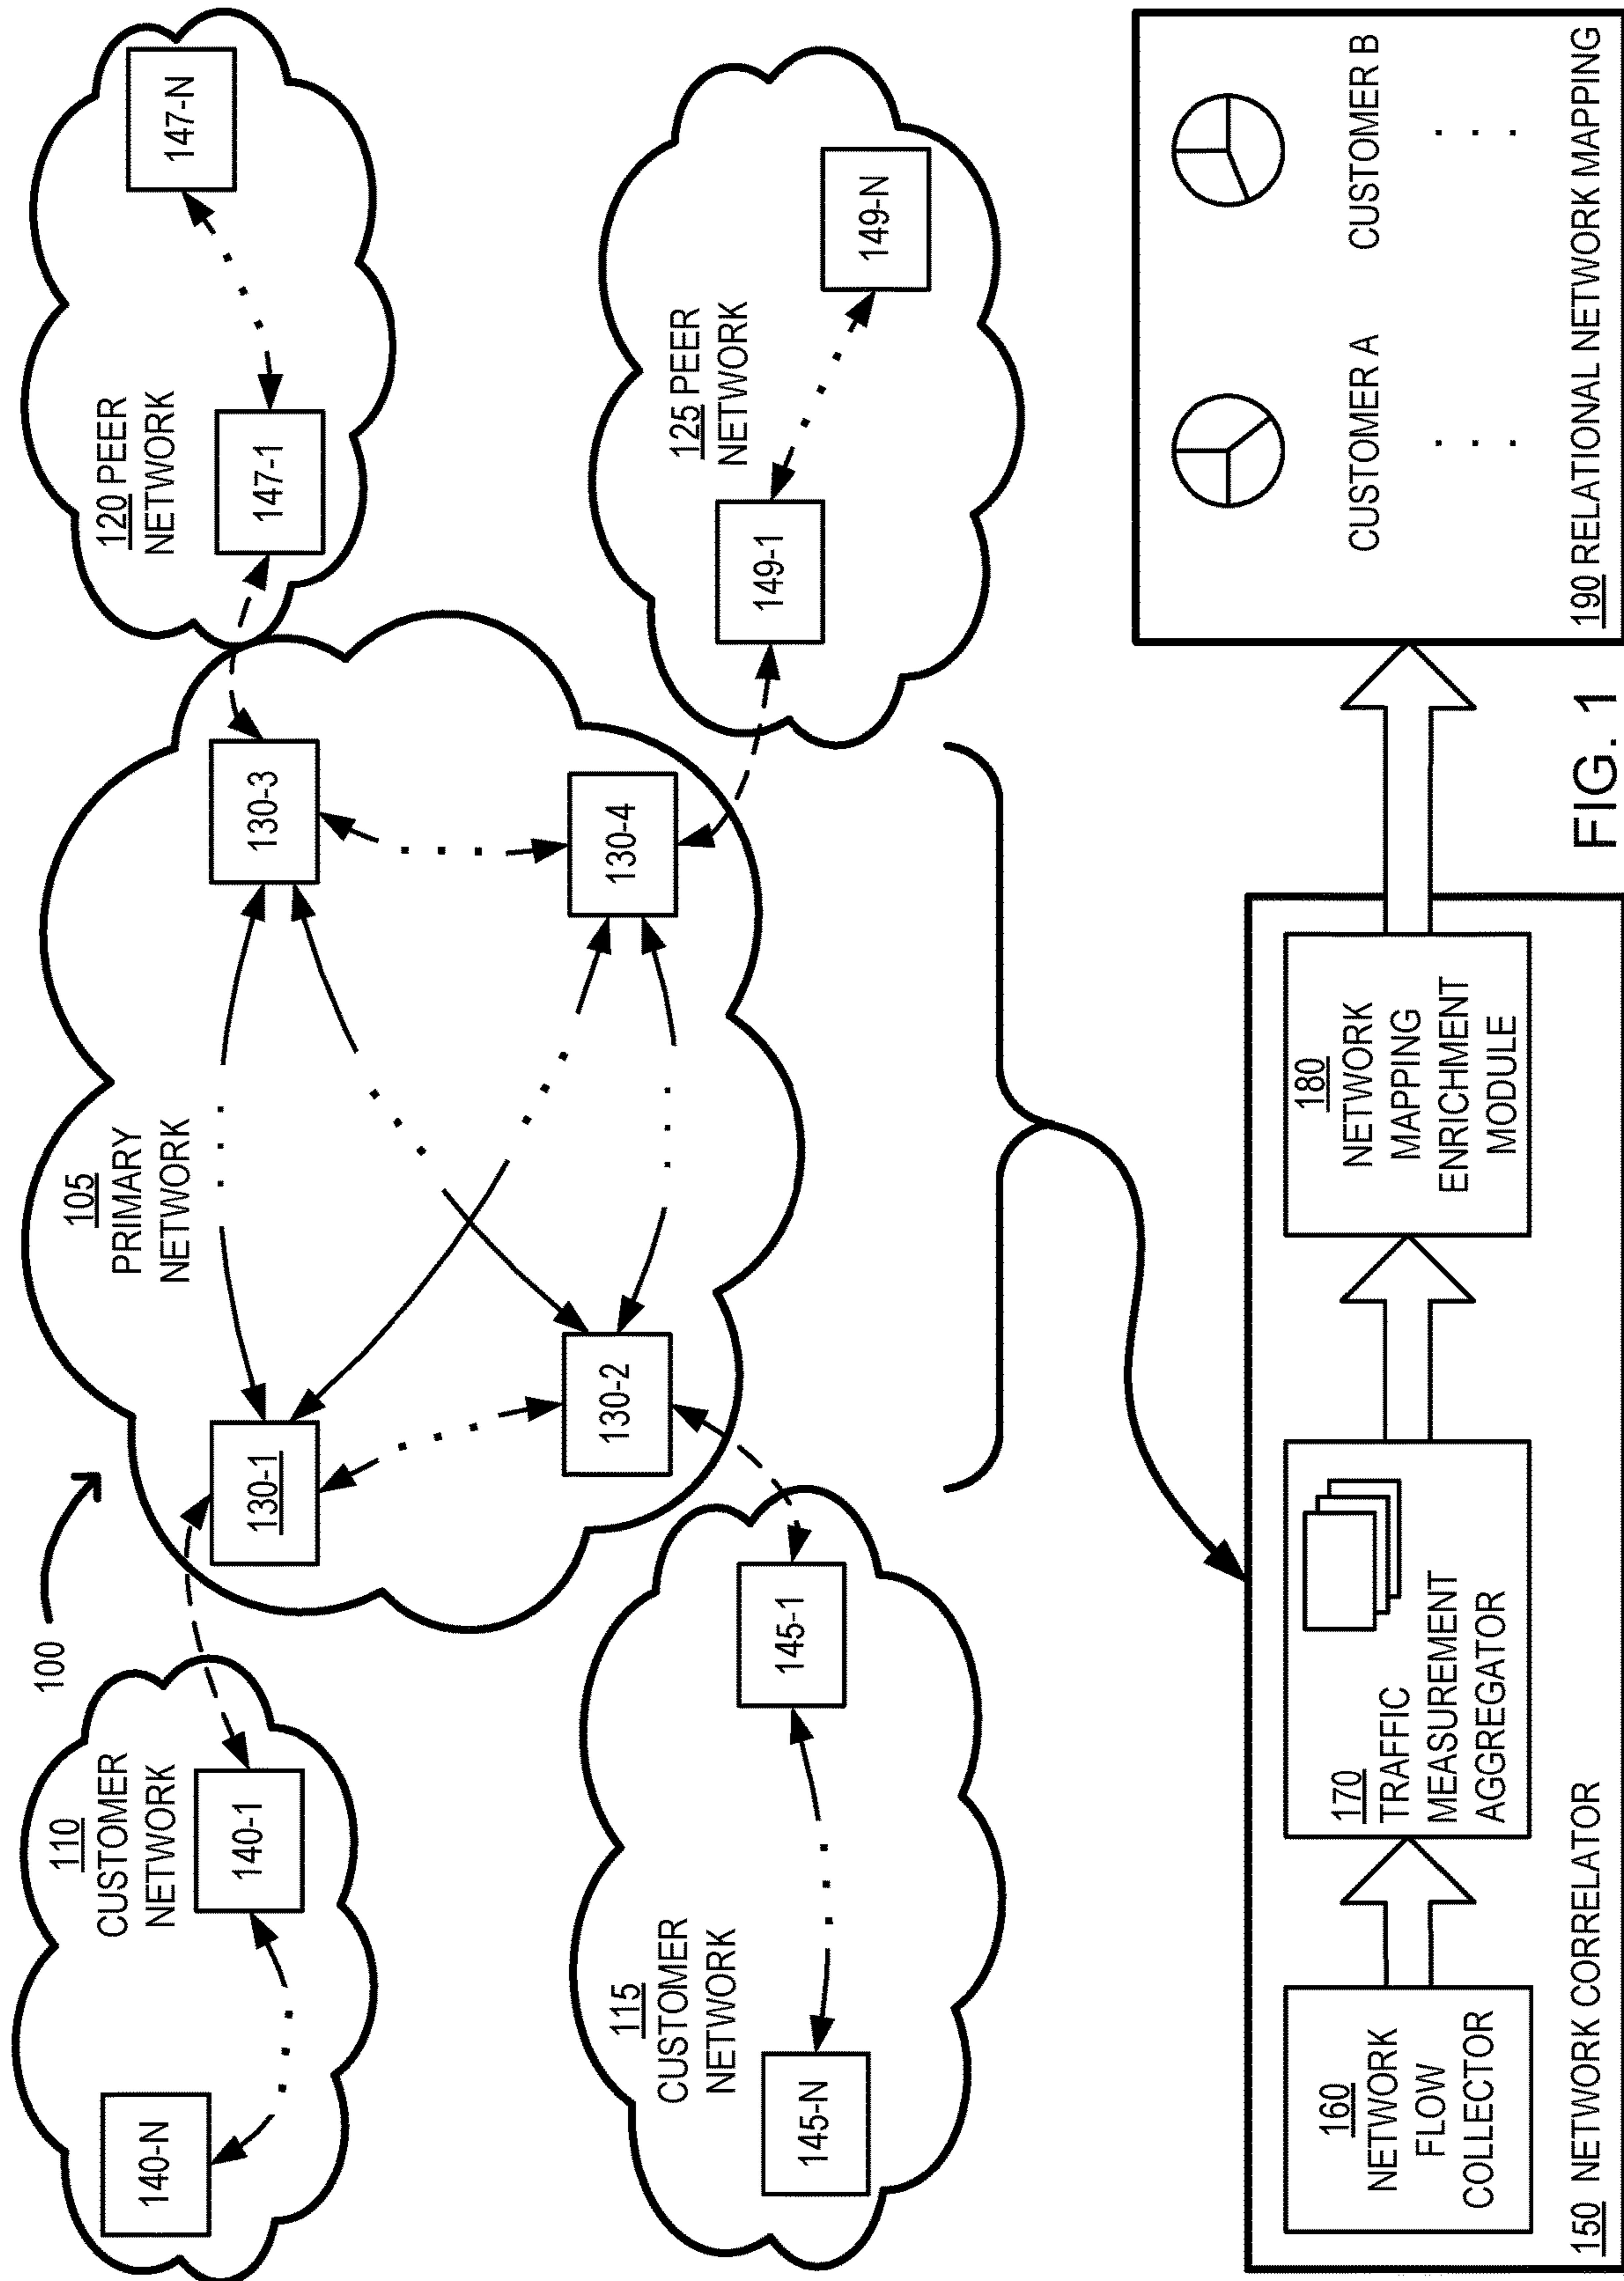 100
110
CUSTOMER
NETWORK
140-N
140-1
105
PRIMARY
NETWORK
130-1
130-2
130-3
130-4
120 PEER
NETWORK
147-1
147-N
115
CUSTOMER
NETWORK
145-N
145-1
125 PEER
NETWORK
149-1
149-N
160
NETWORK
FLOW
COLLECTOR
170
TRAFFIC
MEASUREMENT
AGGREGATOR
180
NETWORK
MAPPING
ENRICHMENT
MODULE
150 NETWORK CORRELATOR
CUSTOMER A
CUSTOMER B
. . .
. . .
190 RELATIONAL NETWORK MAPPING
FIG. 1